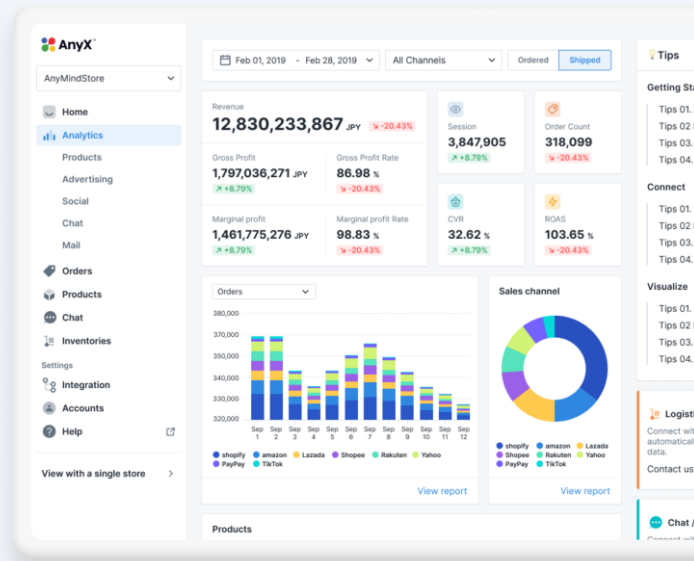 AnyX
AnyMindStore
Home
Analytics
Products
Advertising
Social
Chat
Mail
Orders
Products
Chat
Inventories
Settings
Integration
Accounts
Help
View with a single store
Feb 01, 2019 - Feb 28, 2019
All Channels
Ordered
Shipped
Revenue
12,830,233,867 JPY -20.43%
Gross Profit
1,797,036,271 JPY
+8.79%
Gross Profit Rate
86.98 %
-20.43%
Marginal profit
1,461,775,276 JPY
+8.79%
Marginal profit Rate
98.83 %
-20.43%
Session
3,847,905
+8.79%
Order Count
318,099
-20.43%
CVR
32.62 %
+8.79%
ROAS
103.65 %
-20.43%
Orders
380,000
370,000
350,000
340,000
330,000
320,000
Sep 1
Sep 2
Sep 3
Sep 4
Sep 5
Sep 6
Sep 7
Sep 8
Sep 9
Sep 10
Sep 11
Sep 12
shopify amazon Lazada Shopee Rakuten Yahoo
PayPay TikTok
View report
Sales channel
shopify amazon Lazada
Shopee Rakuten Yahoo
PayPay TikTok
View report
Products
Tips
Getting Sta
Tips 01.
Tips 02
Tips 03.
Tips 04.
Connect
Tips 01.
Tips 02
Tips 03.
Tips 04.
Visualize
Tips 01.
Tips 02
Tips 03.
Tips 04.
Logisti
Connect wit
automatical
data.
Contact us
Chat /